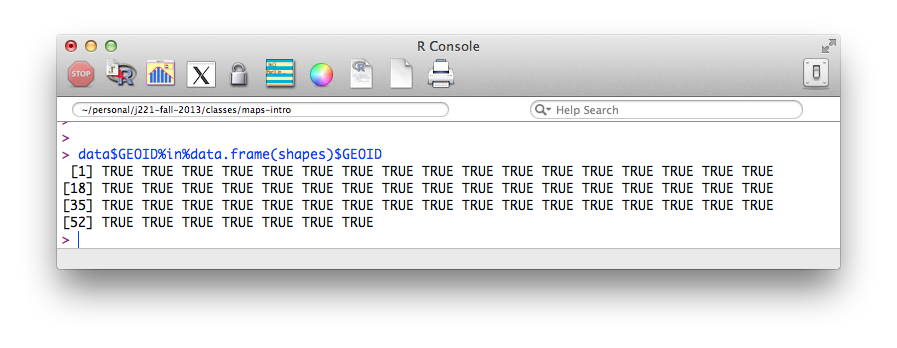 R Console
STOP
R
X
~/personal/j221-fall-2013/classes/maps-intro
Help Search
>
>
> data$GEOID%in%data.frame(shapes)$GEOID
[1] TRUE TRUE TRUE TRUE TRUE TRUE TRUE TRUE TRUE TRUE TRUE TRUE TRUE TRUE TRUE TRUE TRUE
[18] TRUE TRUE TRUE TRUE TRUE TRUE TRUE TRUE TRUE TRUE TRUE TRUE TRUE TRUE TRUE TRUE TRUE
[35] TRUE TRUE TRUE TRUE TRUE TRUE TRUE TRUE TRUE TRUE TRUE TRUE TRUE TRUE TRUE TRUE TRUE
[52] TRUE TRUE TRUE TRUE TRUE TRUE TRUE
>